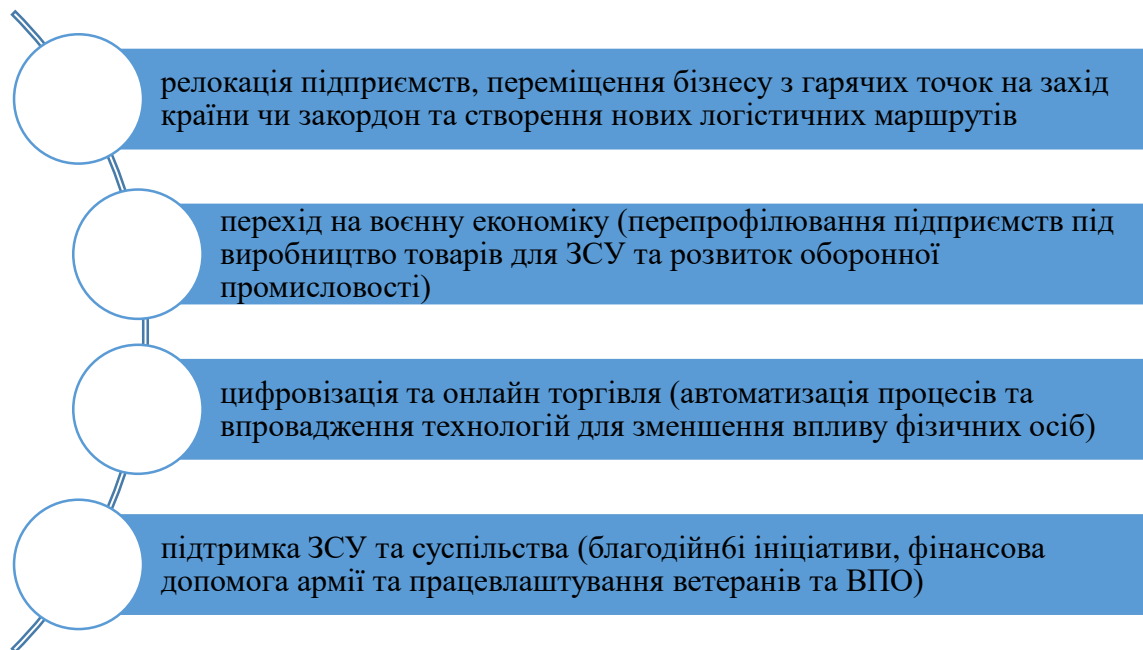 релокація підприємств, переміщення бізнесу з гарячих точок на захід
країни чи закордон та створення нових логістичних маршрутів
перехід на воєнну економіку (перепрофілювання підприємств під
виробництво товарів для ЗСУ та розвиток оборонної
промисловості)
цифровізація та онлайн торгівля (автоматизація процесів та
впровадження технологій для зменшення впливу фізичних осіб)
підтримка ЗСУ та суспільства (благодійн6і ініціативи, фінансова
допомога армії та працевлаштування ветеранів та ВПО)